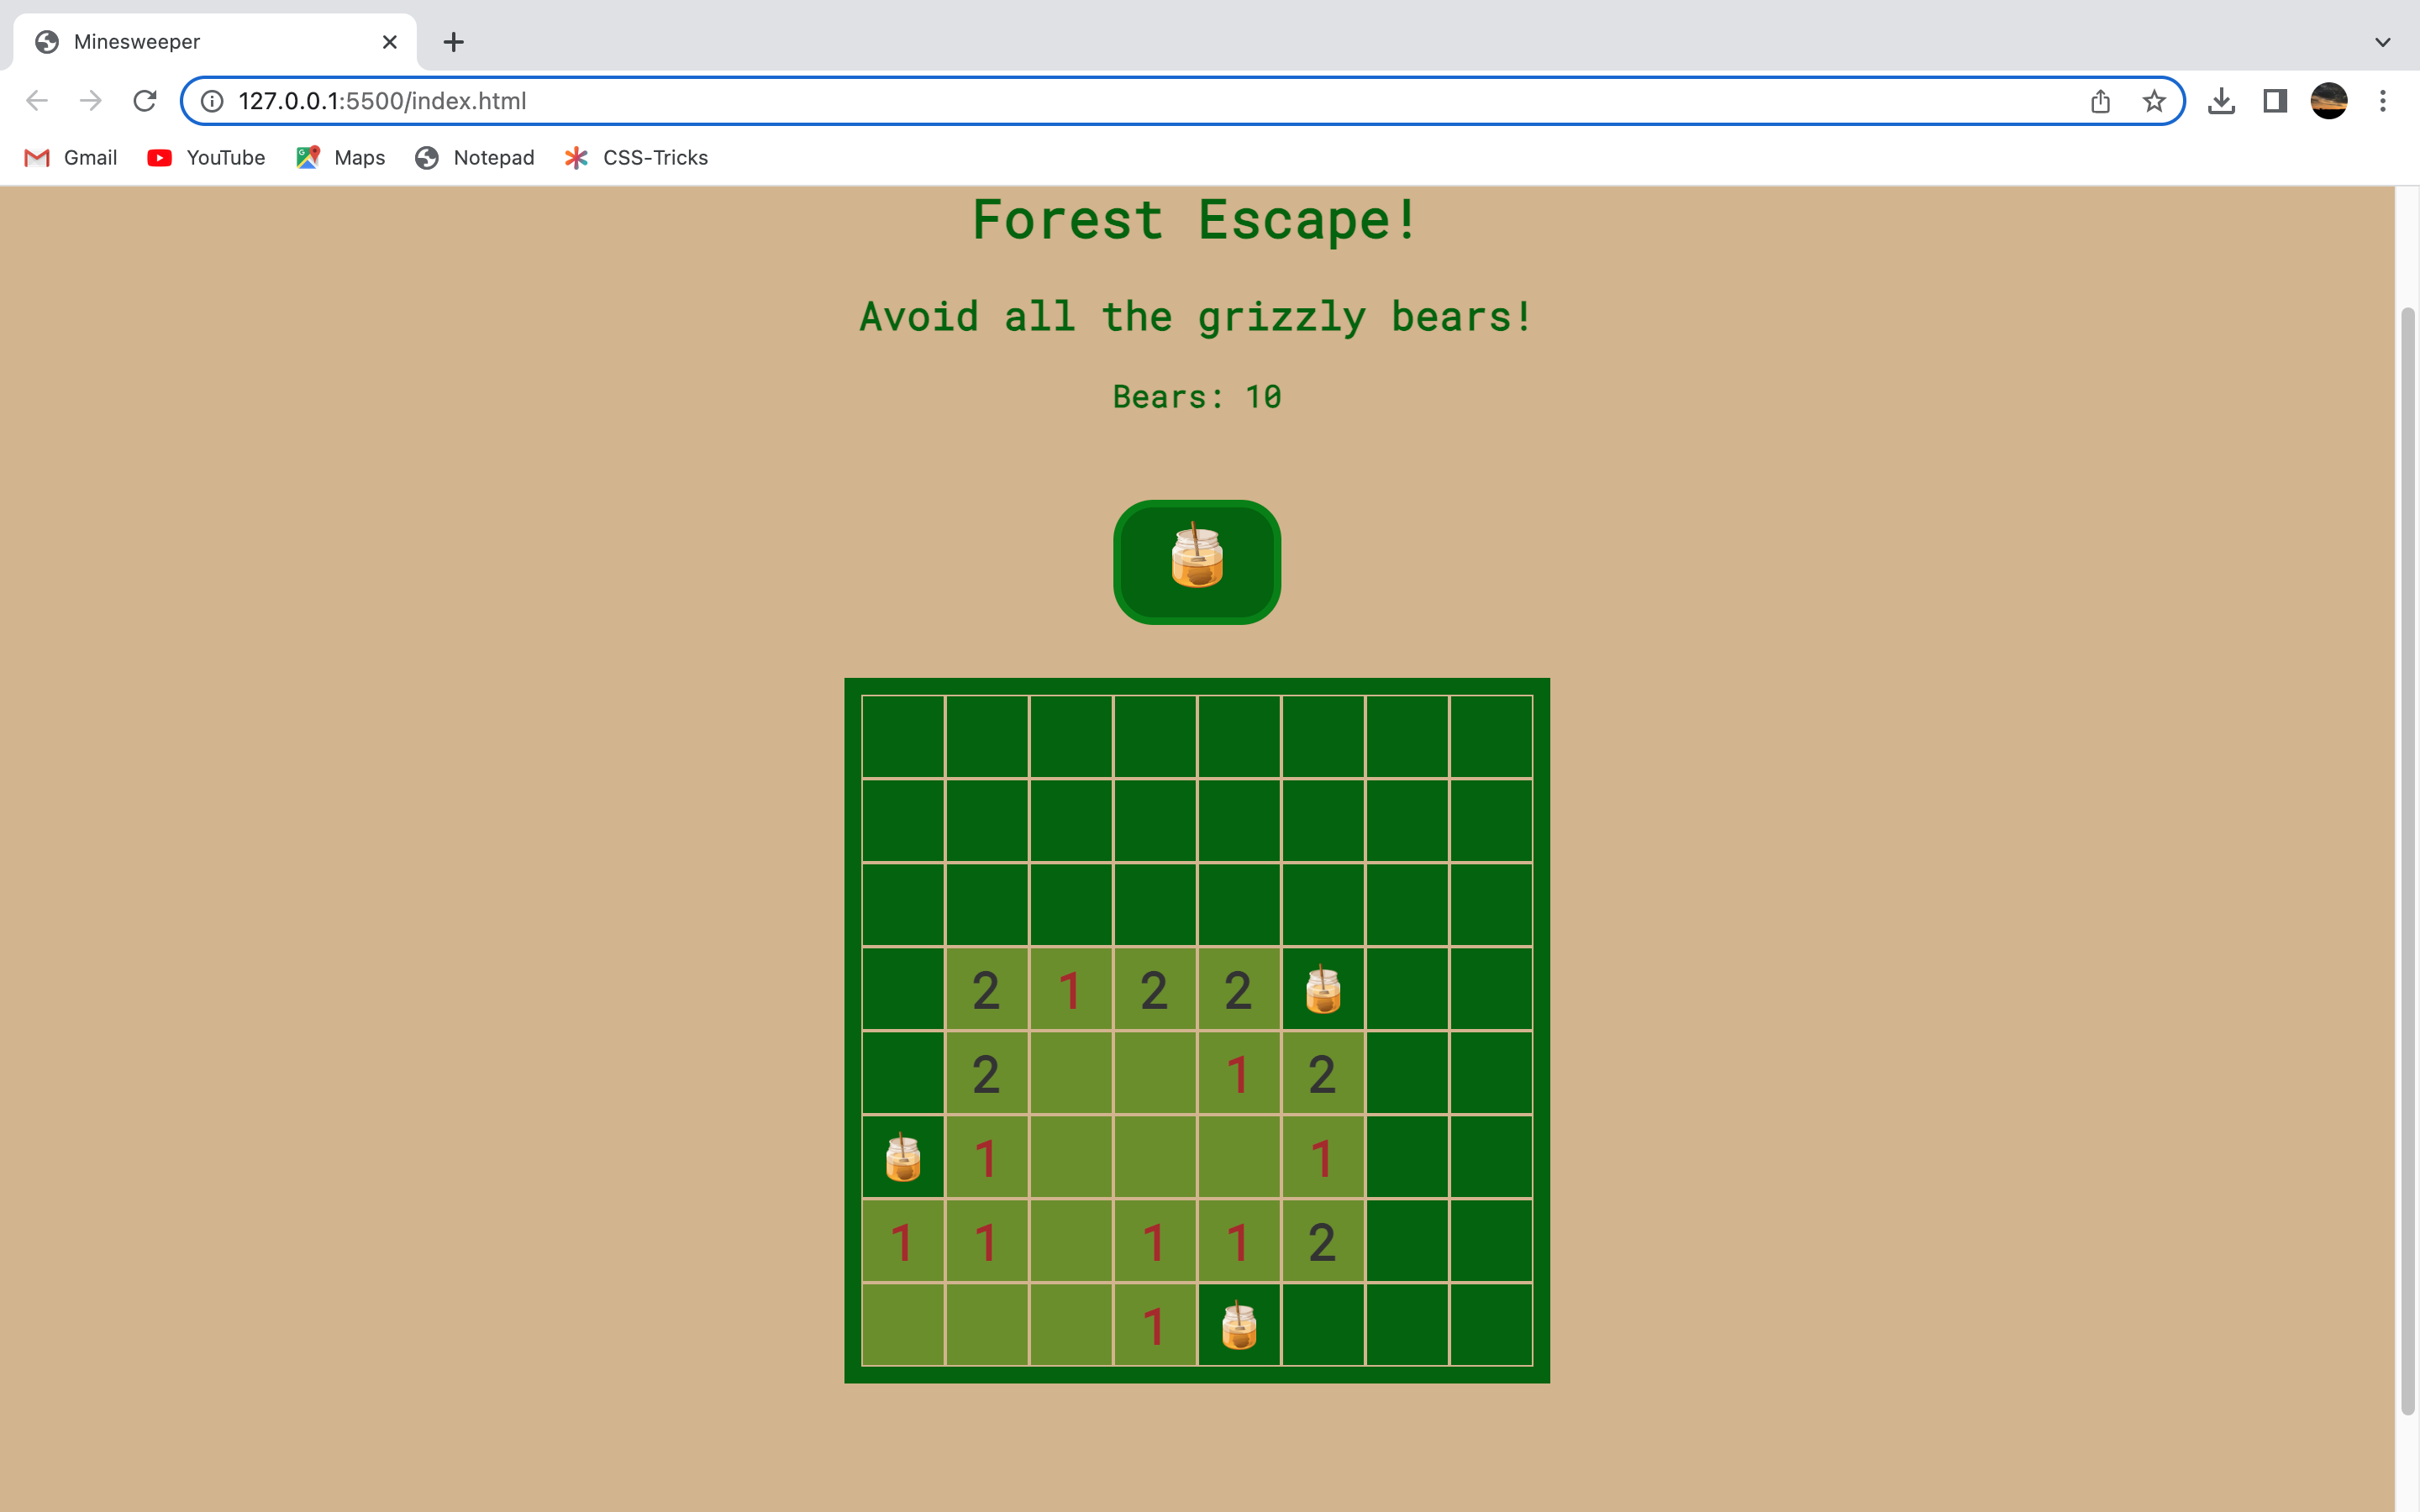 Minesweeper
127.0.0.1:5500/index.html
Gmail YouTube Maps Notepad CSS-Tricks
Forest Escape!
Avoid all the grizzly bears!
Bears: 10
2 1 2 2
2 1 2
1 1
1 1 1 1 2
1